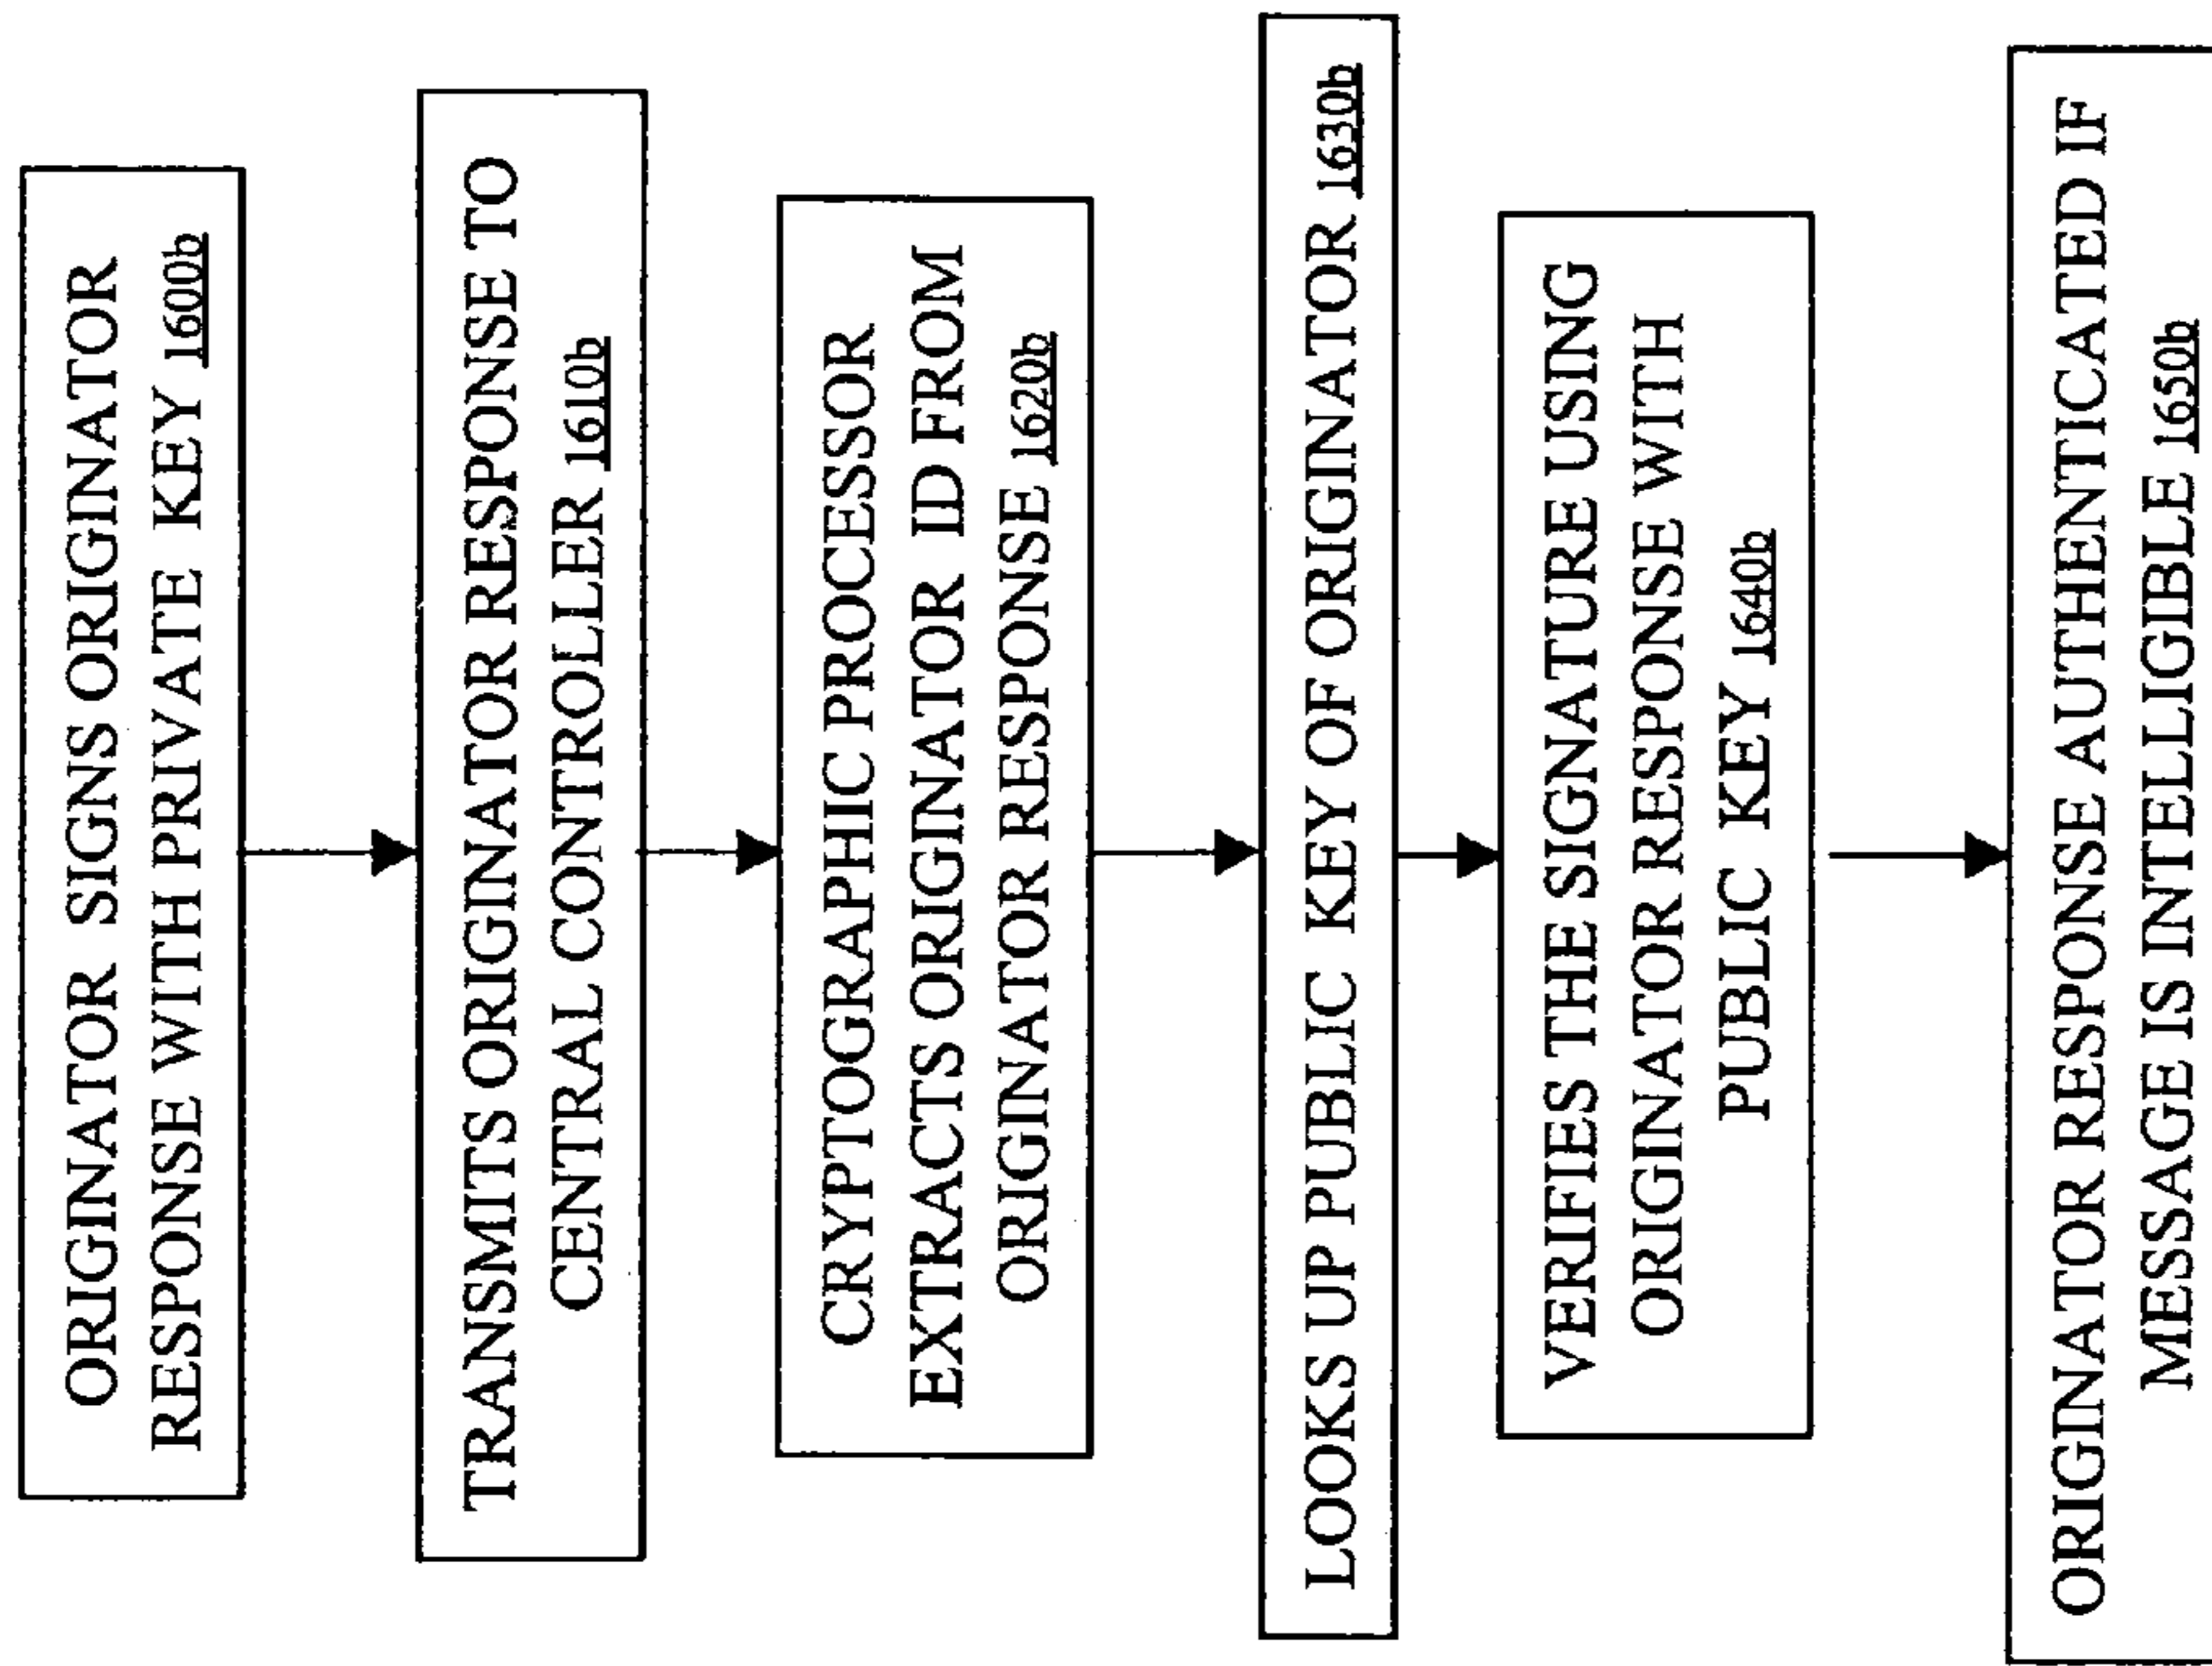 ORIGINATOR SIGNS ORIGINATOR
RESPONSE WITH PRIVATE KEY 1600b
TRANSMITS ORIGINATOR RESPONSE TO
CENTRAL CONTROLLER 1610b
CRYPTOGRAPHIC PROCESSOR
EXTRACTS ORIGINATOR ID FROM
ORIGINATOR RESPONSE 1620b
LOOKS UP PUBLIC KEY OF ORIGINATOR 1630b
VERIFIES THE SIGNATURE USING
ORIGINATOR RESPONSE WITH
PUBLIC KEY 1640b
ORIGINATOR RESPONSE AUTHENTICATED IF
MESSAGE IS INTELLIGIBLE 1650b